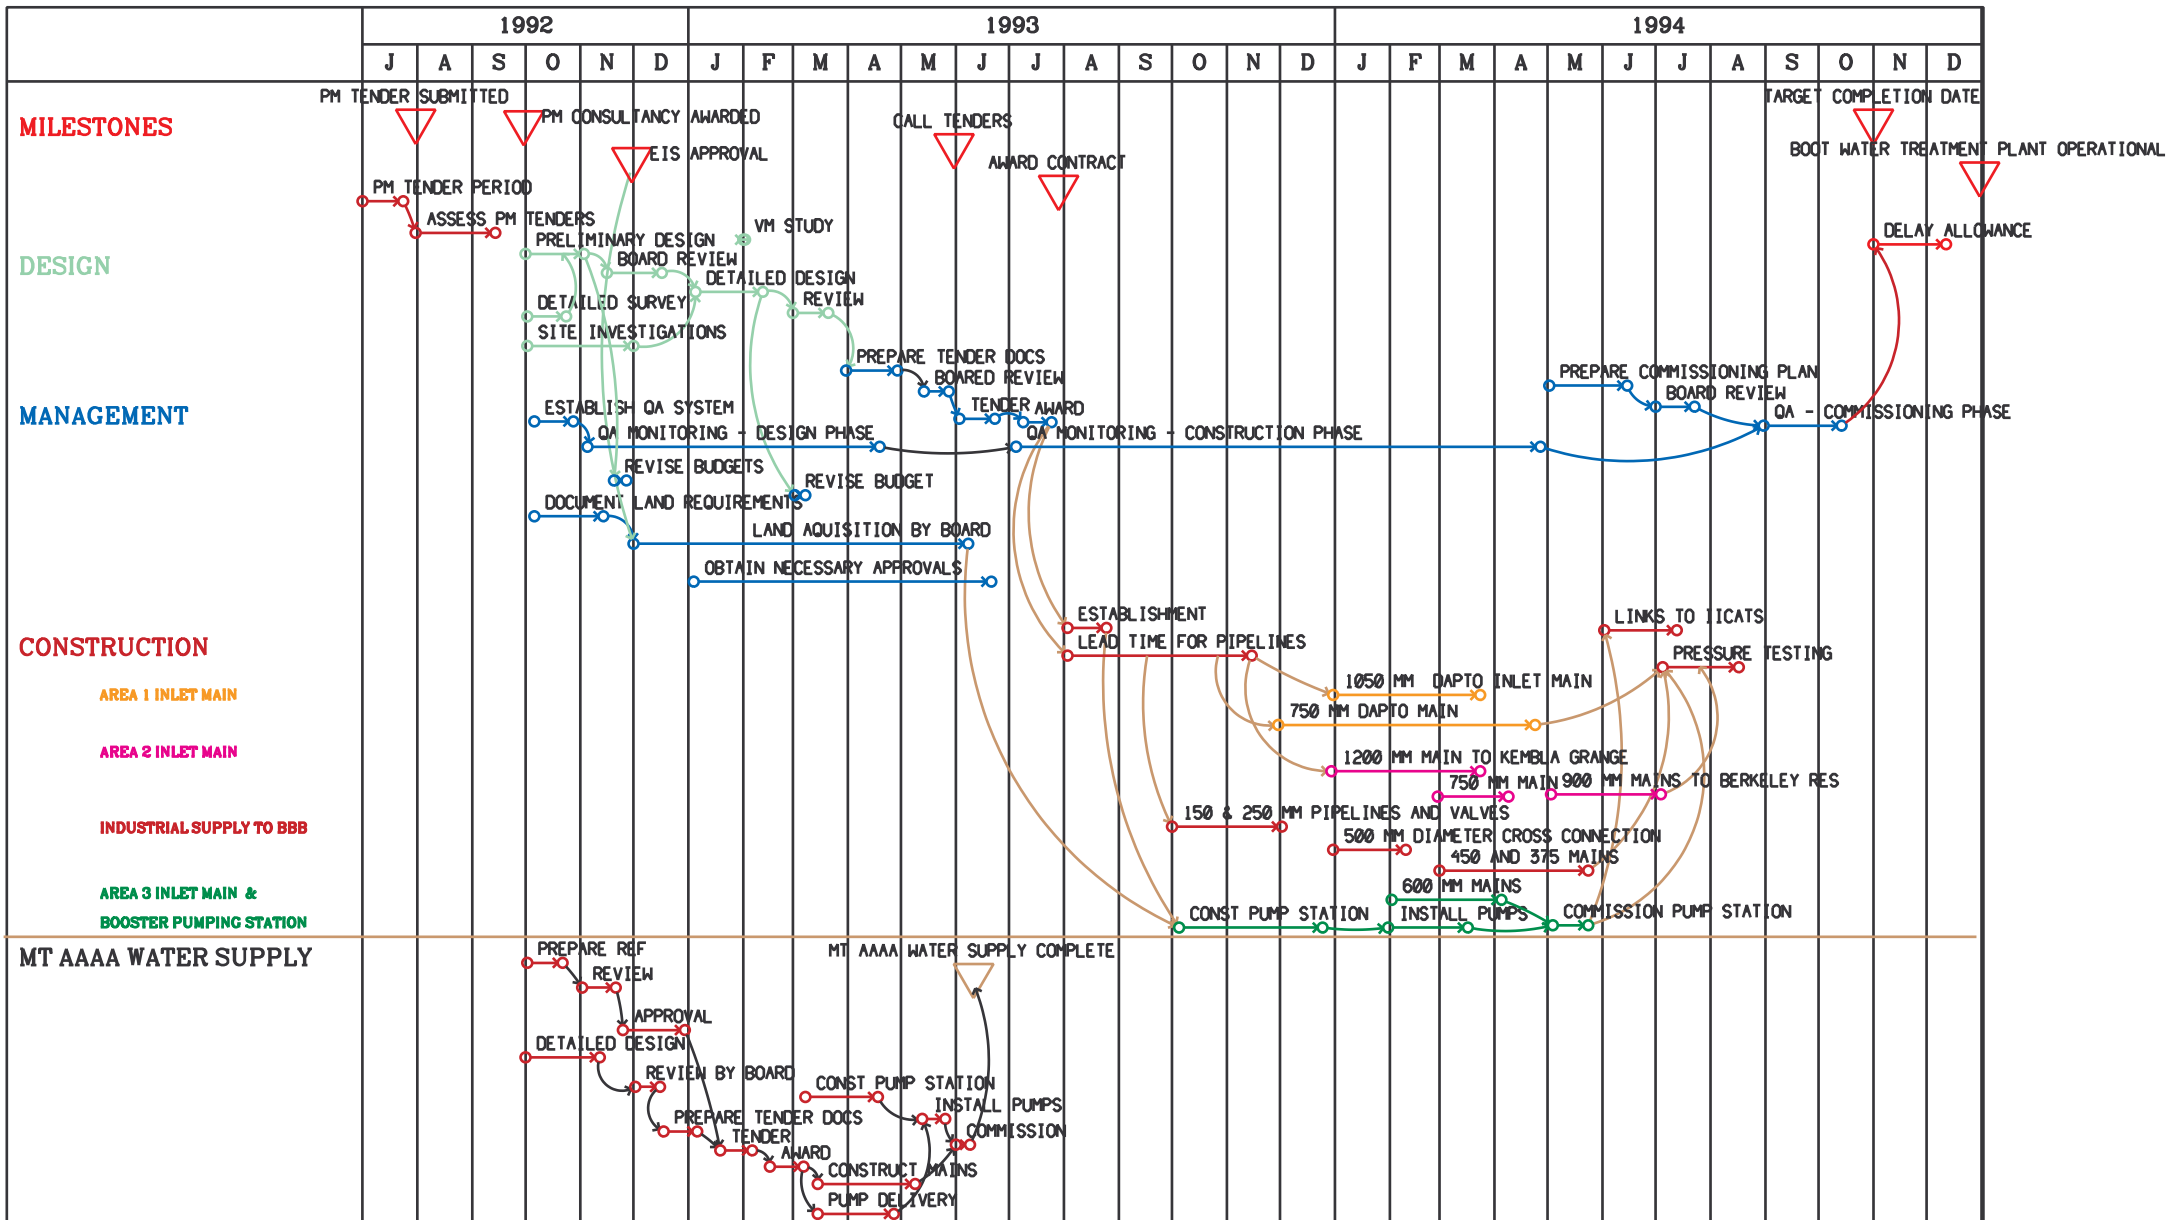 1992 1993 1994
J A S O N D J F M A M J J A S O N D J F M A M J J A S O N D
PM TENDER SUBMITTED
TARGET COMPLETION DATE
PM CONSULTANCY AWARDED
CALL TENDERS
MILESTONES
EIS APPROVAL
BOOT WATER TREATMENT PLANT OPERATIONAL
AWARD CONTRACT
PM TENDER PERIOD
ASSESS PM TENDERS
VM STUDY
DELAY ALLOWANCE
PRELIMINARY DESIGN
BOARD REVIEW
DESIGN
DETAILED DESIGN
REVIEW
DETAILED SURVEY
SITE INVESTIGATIONS
PREPARE TENDER DOCS
PREPARE COMMISSIONING PLAN
BOARED REVIEW
BOARD REVIEW
TENDER
AWARD
ESTABLISH QA SYSTEM
QA - COMMISSIONING PHASE
MANAGEMENT
QA MONITORING - DESIGN PHASE
QA MONITORING - CONSTRUCTION PHASE
REVISE BUDGETS
REVISE BUDGET
DOCUMENT LAND REQUIREMENTS
LAND AQUISITION BY BOARD
OBTAIN NECESSARY APPROVALS
ESTABLISHMENT
LINKS TO IICATS
CONSTRUCTION
LEAD TIME FOR PIPELINES
PRESSURE TESTING
1050 MM DAPTO INLET MAIN
AREA 1 INLET MAIN
750 MM DAPTO MAIN
AREA 2 INLET MAIN
1200 MM MAIN TO KEMBLA GRANGE
750 MM MAIN
900 MM MAINS TO BERKELEY RES
150 & 250 MM PIPELINES AND VALVES
INDUSTRIAL SUPPLY TO BBB
500 MM DIAMETER CROSS CONNECTION
450 AND 375 MAINS
600 MM MAINS
AREA 3 INLET MAIN &
BOOSTER PUMPING STATION
CONST PUMP STATION
INSTALL PUMPS
COMMISSION PUMP STATION
MT AAAA WATER SUPPLY
PREPARE REF
MT AAAA WATER SUPPLY COMPLETE
REVIEW
APPROVAL
DETAILED DESIGN
REVIEW BY BOARD
CONST PUMP STATION
INSTALL PUMPS
PREPARE TENDER DOCS
COMMISSION
TENDER
AWARD
CONSTRUCT MAINS
PUMP DELIVERY